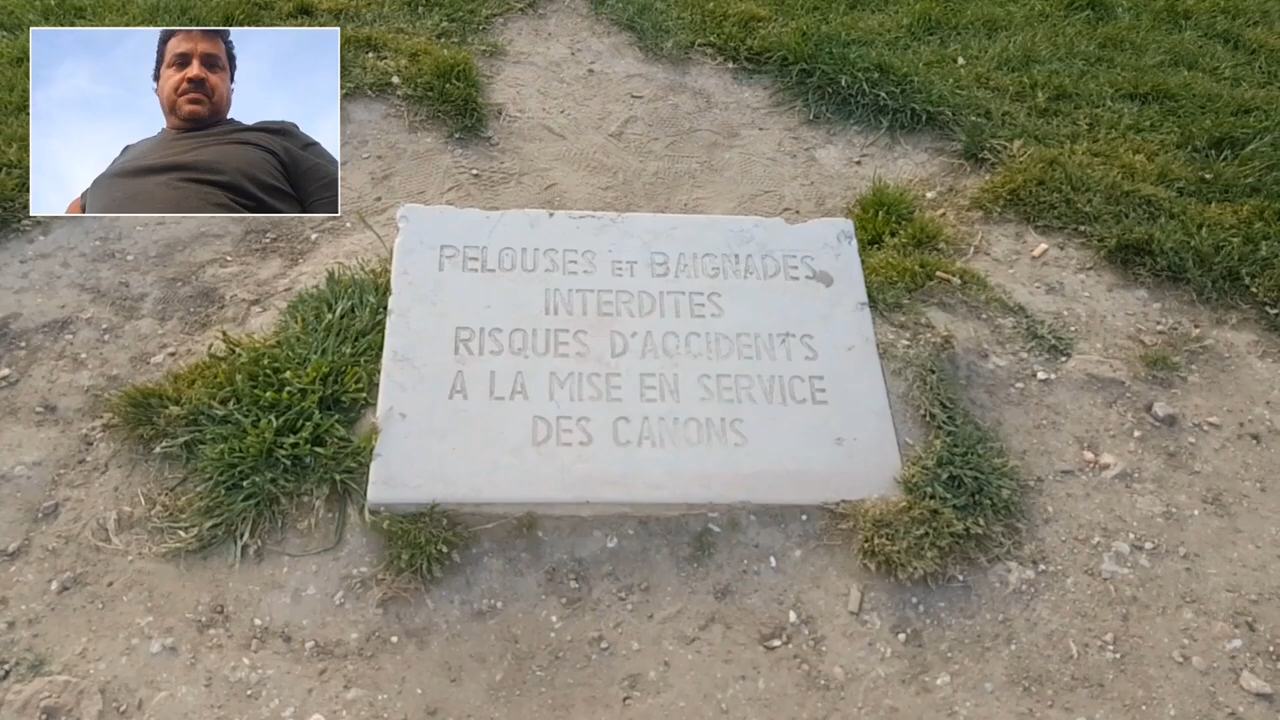 PELOUSES ET BAIGNADES
INTERDITES
RISQUES D'ACCIDENTS
A LA MISE EN SERVICE
DES CANONS